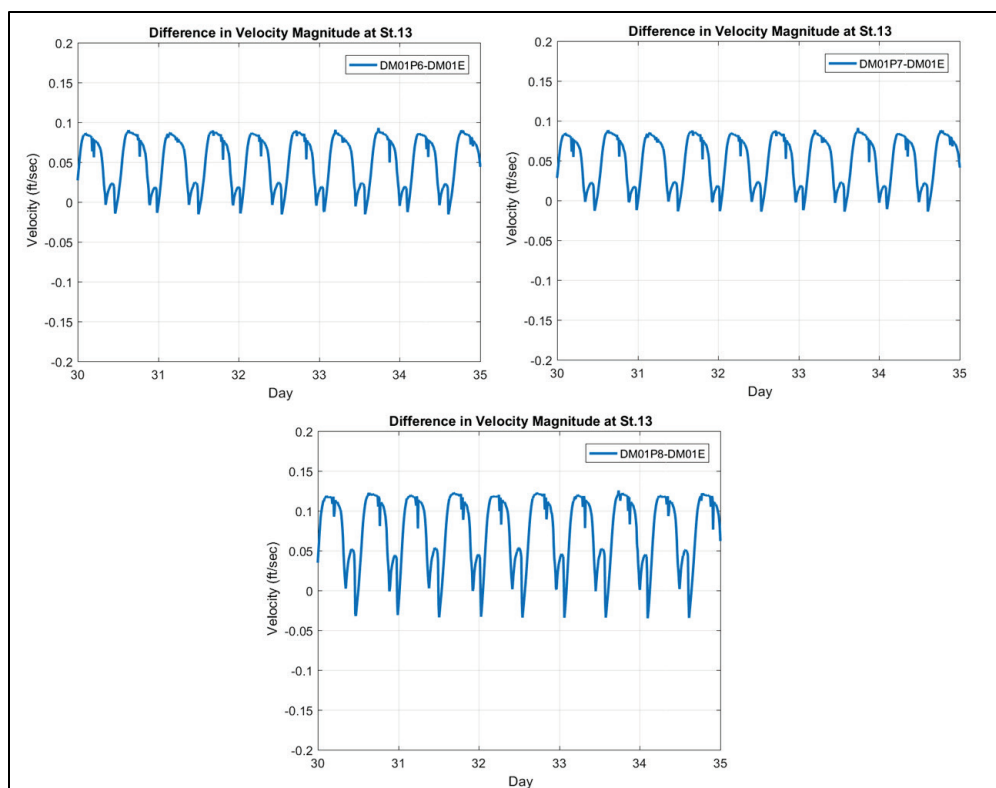 Difference in Velocity Magnitude at St.13
DM01P6-DM01E
0.2
0.15
0.1
0.05
0
-0.05
-0.1
-0.15
-0.2
Velocity (ft/sec)
30 31 32 33 34 35
Day
Difference in Velocity Magnitude at St.13
DM01P7-DM01E
0.2
0.15
0.1
0.05
0
-0.05
-0.1
-0.15
-0.2
Velocity (ft/sec)
30 31 32 33 34 35
Day
Difference in Velocity Magnitude at St.13
DM01P8-DM01E
0.2
0.15
0.1
0.05
0
-0.05
-0.1
-0.15
-0.2
Velocity (ft/sec)
30 31 32 33 34 35
Day